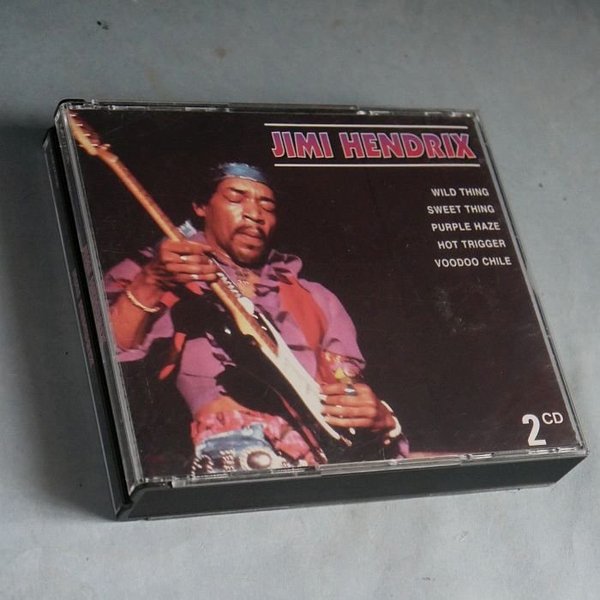 JIMI HENDRIX
WILD THING
SWEET THING
PURPLE HAZE
HOT TRIGGER
VOODOO CHILE
2 CD